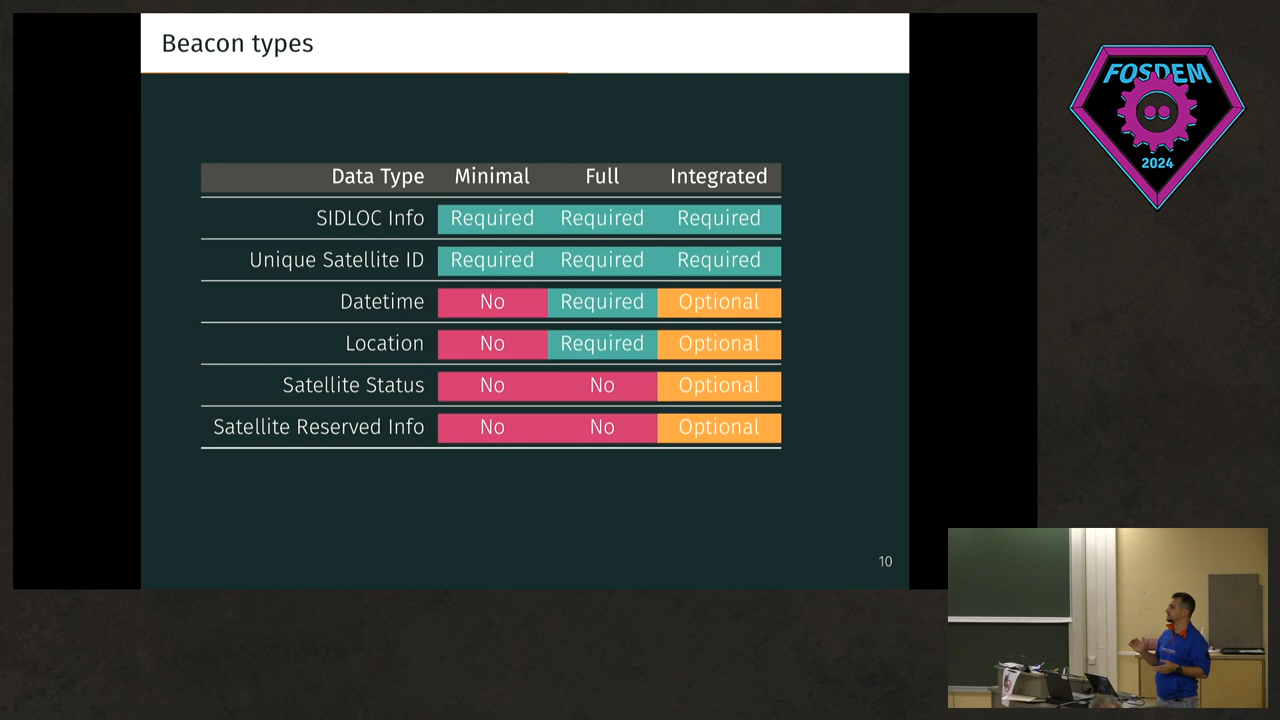 Beacon types
FOSDEM
2024
Data Type Minimal Full Integrated
SIDLOC Info Required Required Required
Unique Satellite ID Required Required Required
Datetime No Required Optional
Location No Required Optional
Satellite Status No No Optional
Satellite Reserved Info No No Optional
10